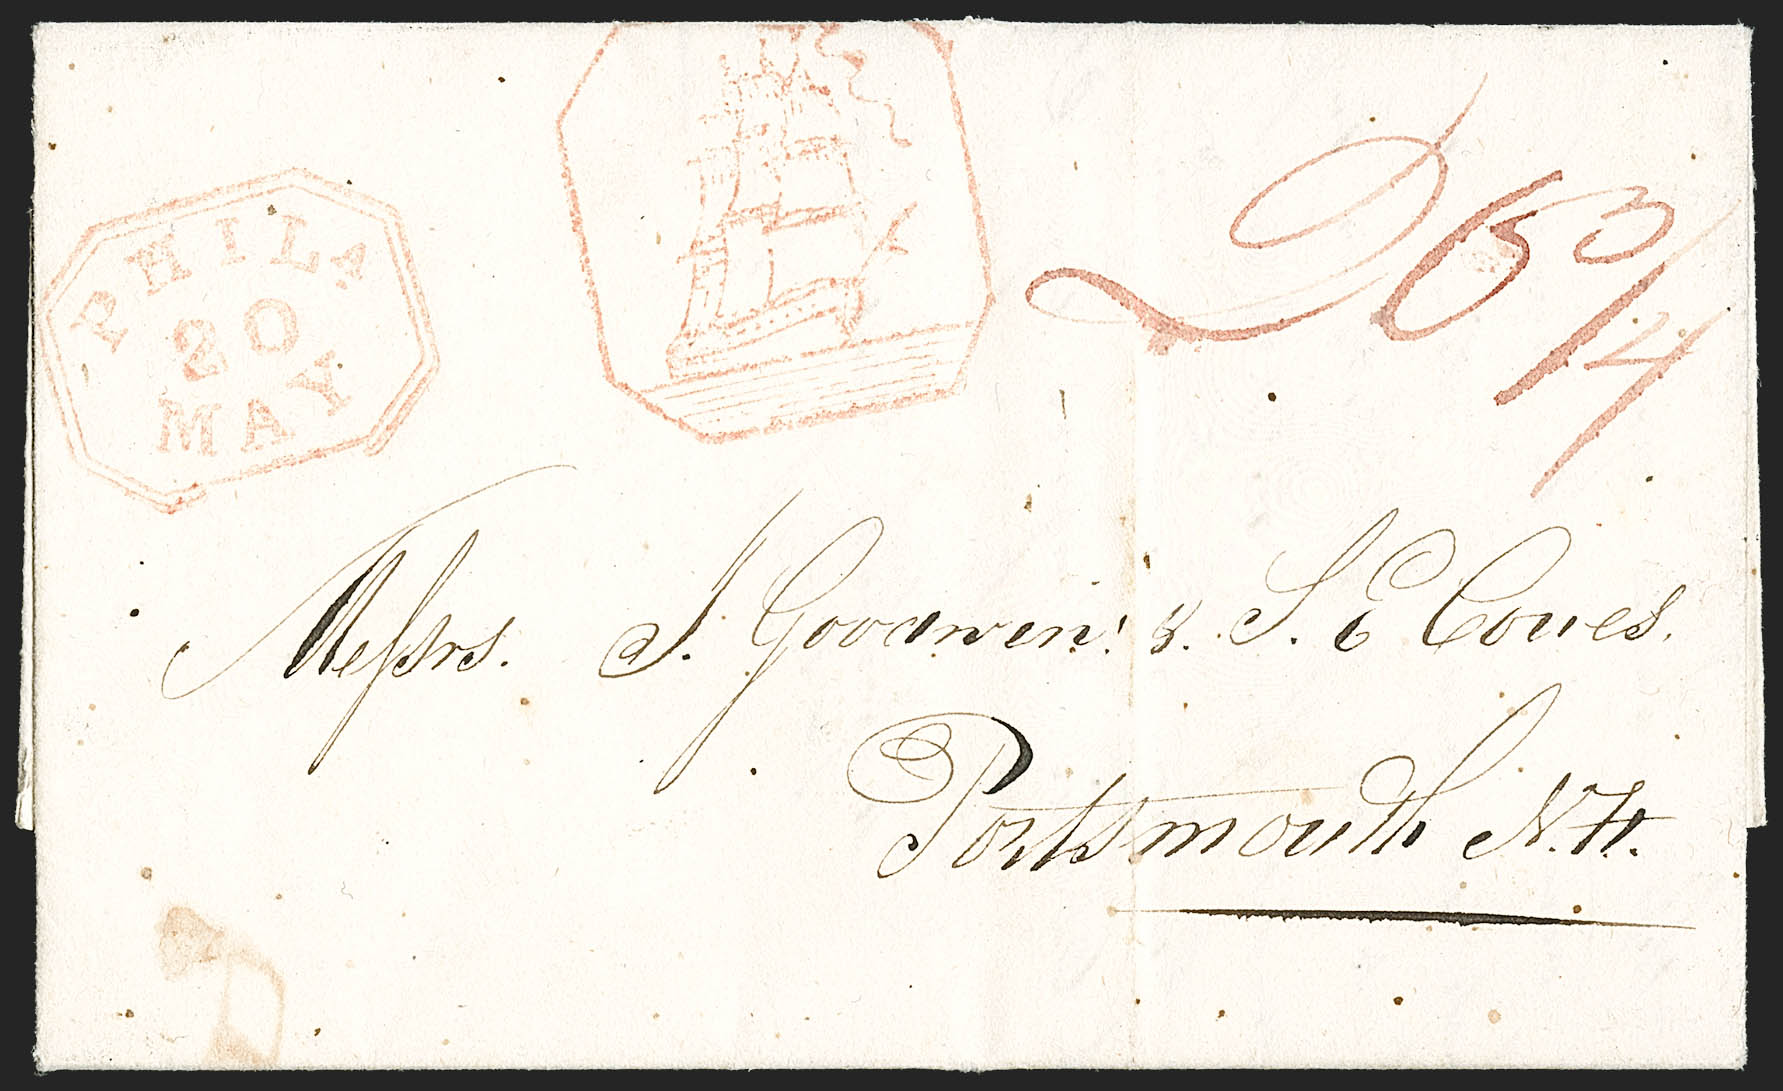 PHILA
20
MAY
Messrs. I. Goodwin & S. E Coues.
Portsmouth N.H.